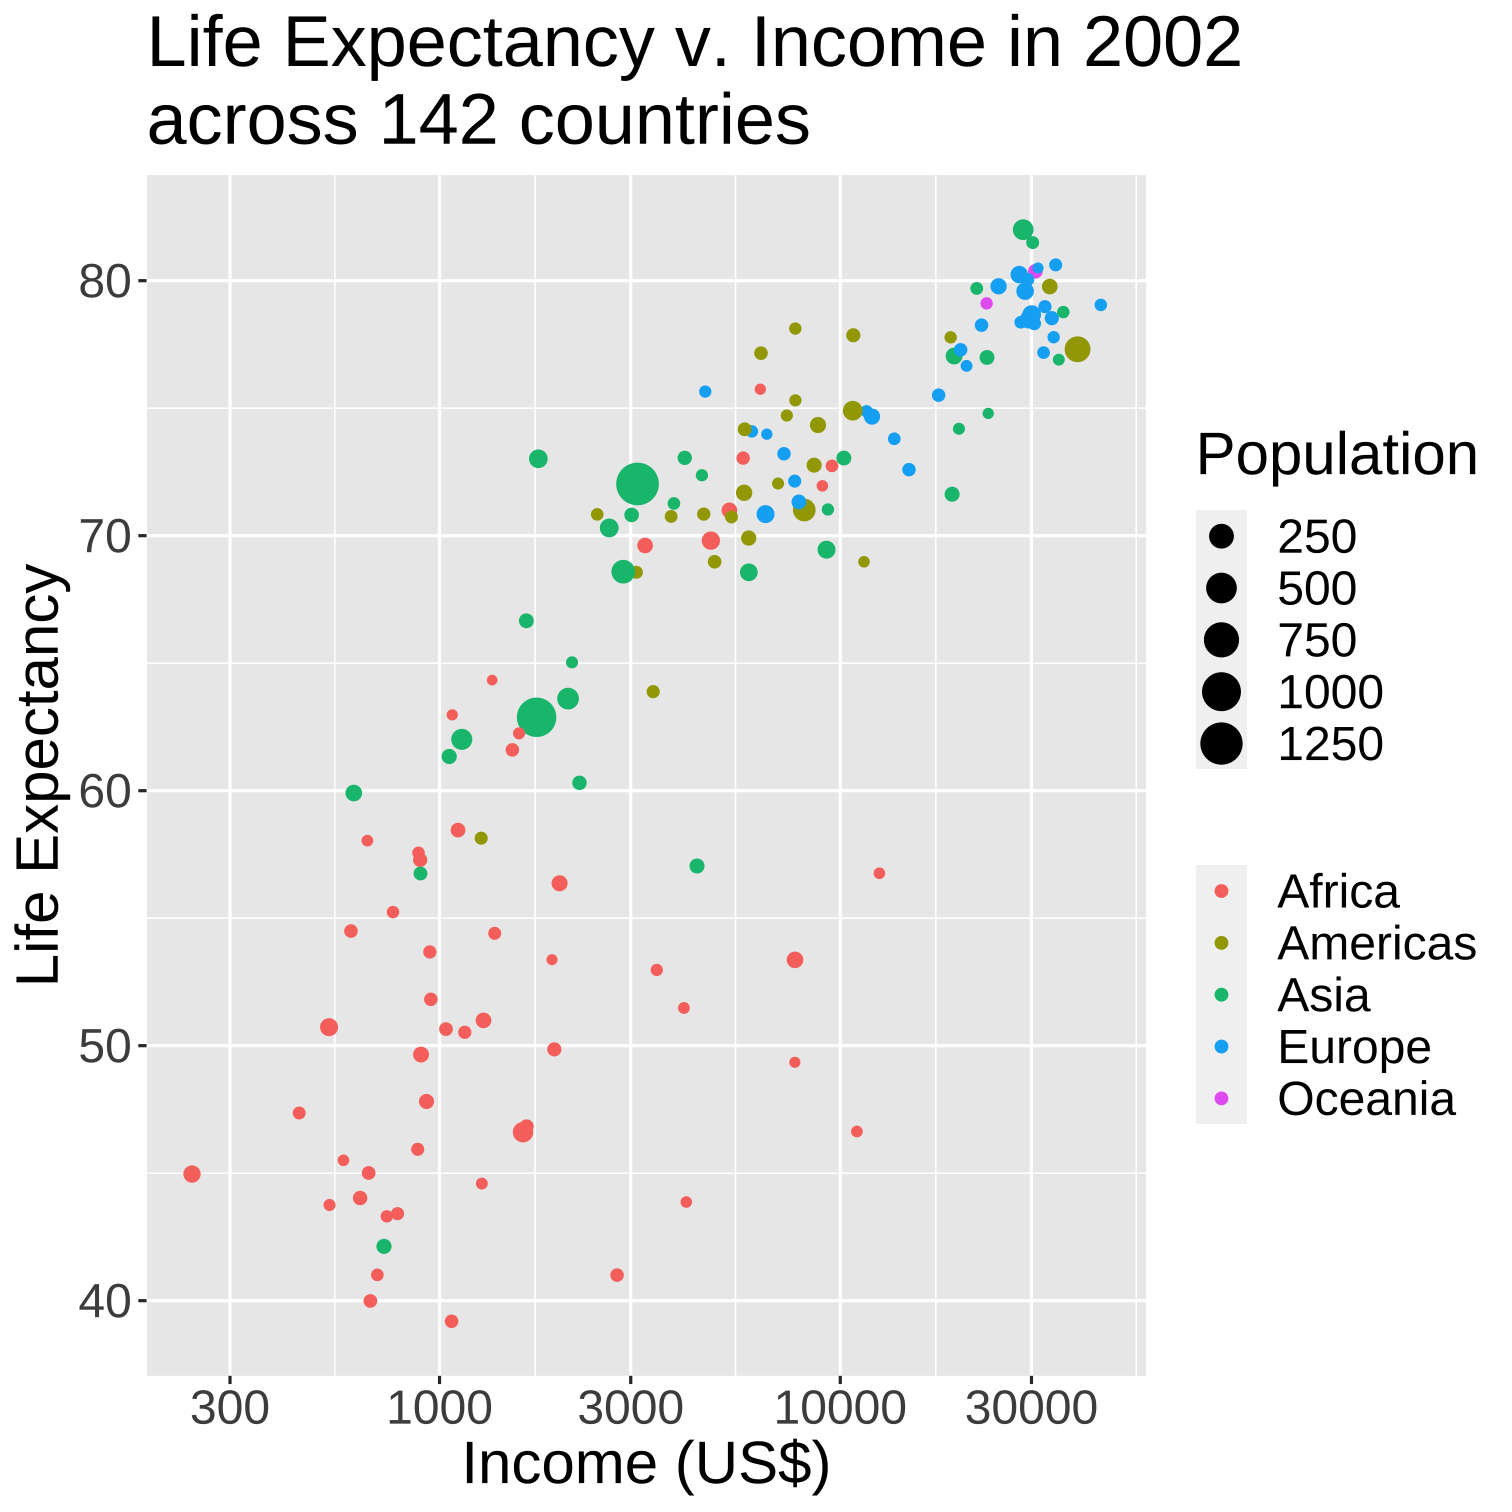 Life Expectancy v. Income in 2002
across 142 countries
Life Expectancy
80
70
60
50
40
300 1000 3000 10000 30000
Income (US$)
Population
250
500
750
1000
1250
Africa
Americas
Asia
Europe
Oceania